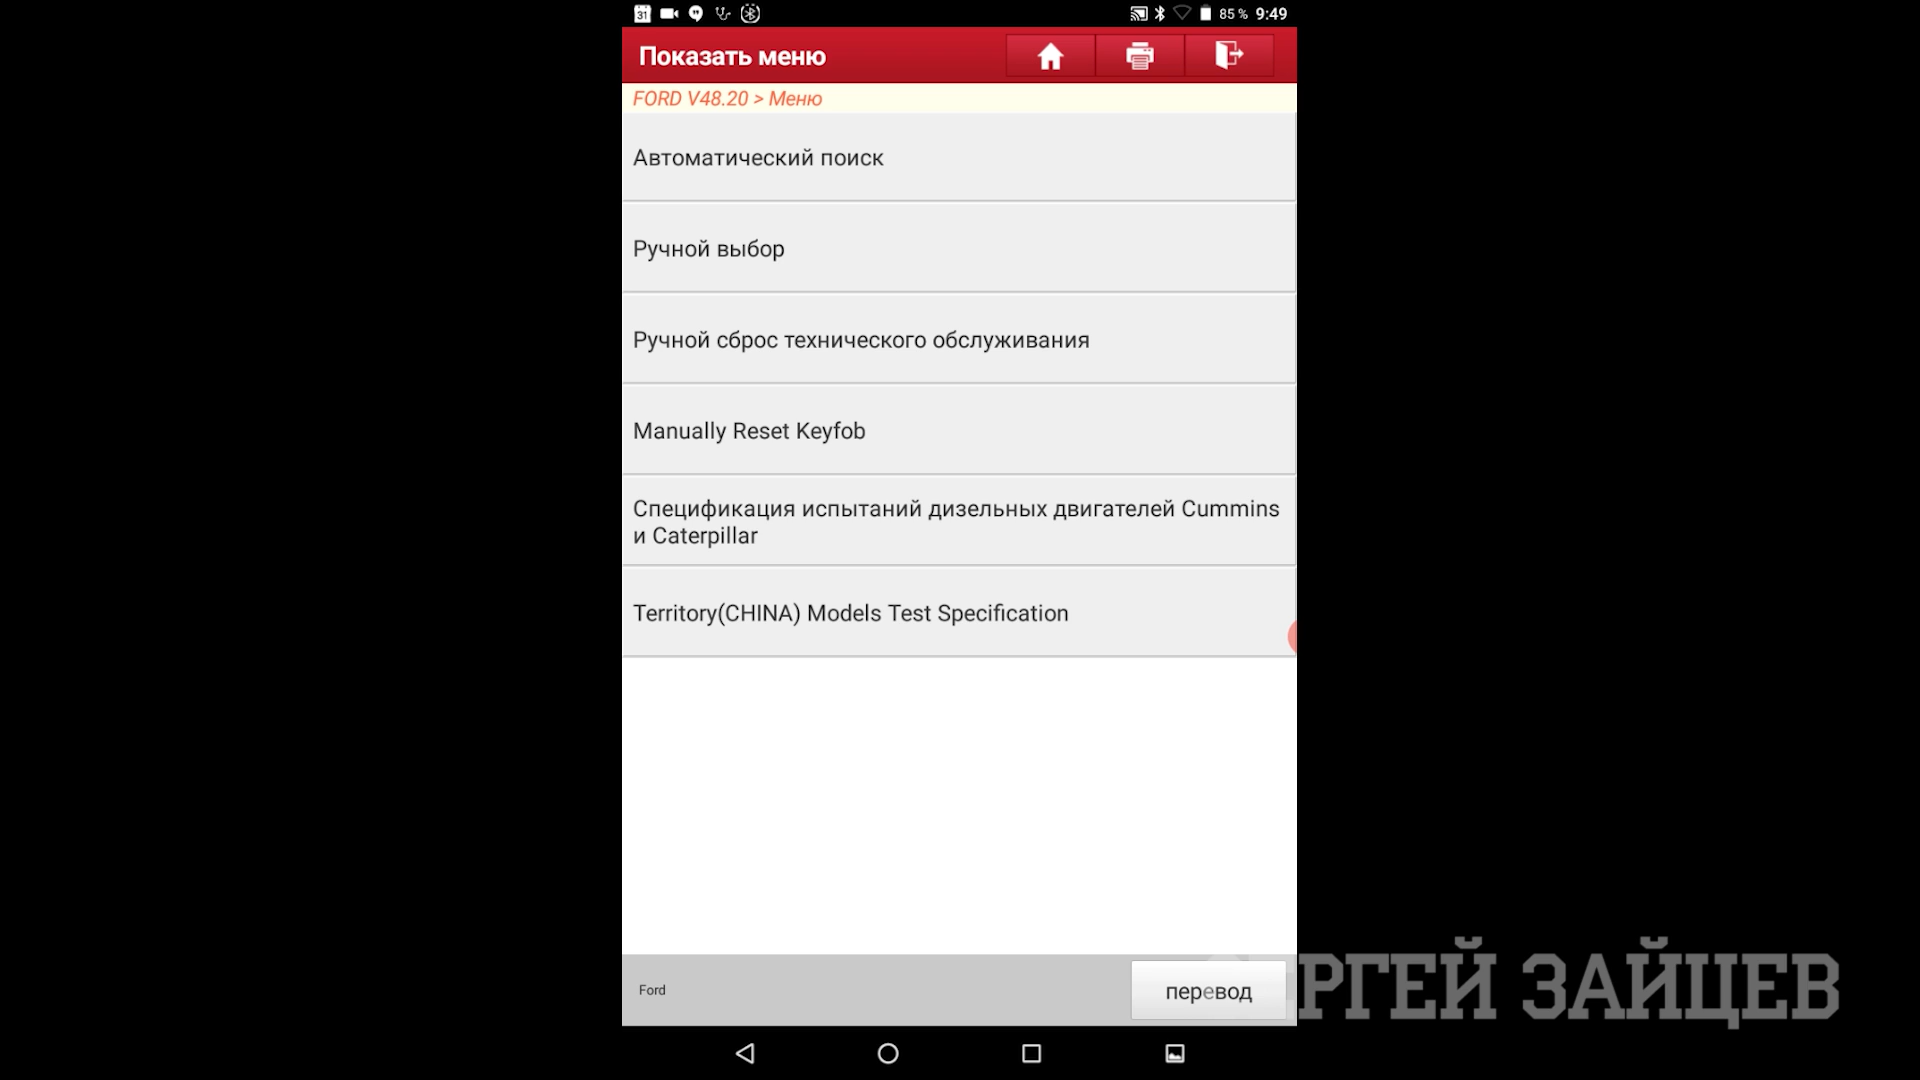 31
85 % 9:49
Показать меню
FORD V48.20 > Меню
Автоматический поиск
Ручной выбор
Ручной сброс технического обслуживания
Manually Reset Keyfob
Спецификация испытаний дизельных двигателей Cummins
и Caterpillar
Territory(CHINA) Models Test Specification
Ford
перевод
РГЕЙ ЗАЙЦЕВ